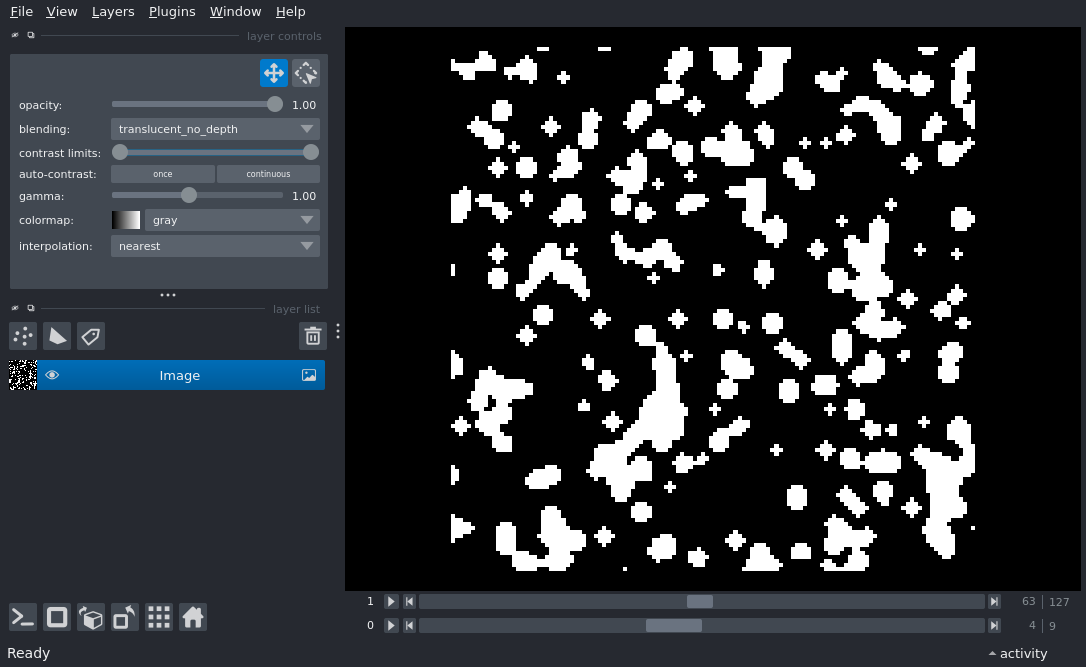 File View Layers Plugins Window Help
layer controls
opacity: 1.00
blending: translucent_no_depth
contrast limits:
auto-contrast: once continuous
gamma: 1.00
colormap: gray
interpolation: nearest
layer list
Image
1 63 127
0 4 9
Ready activity